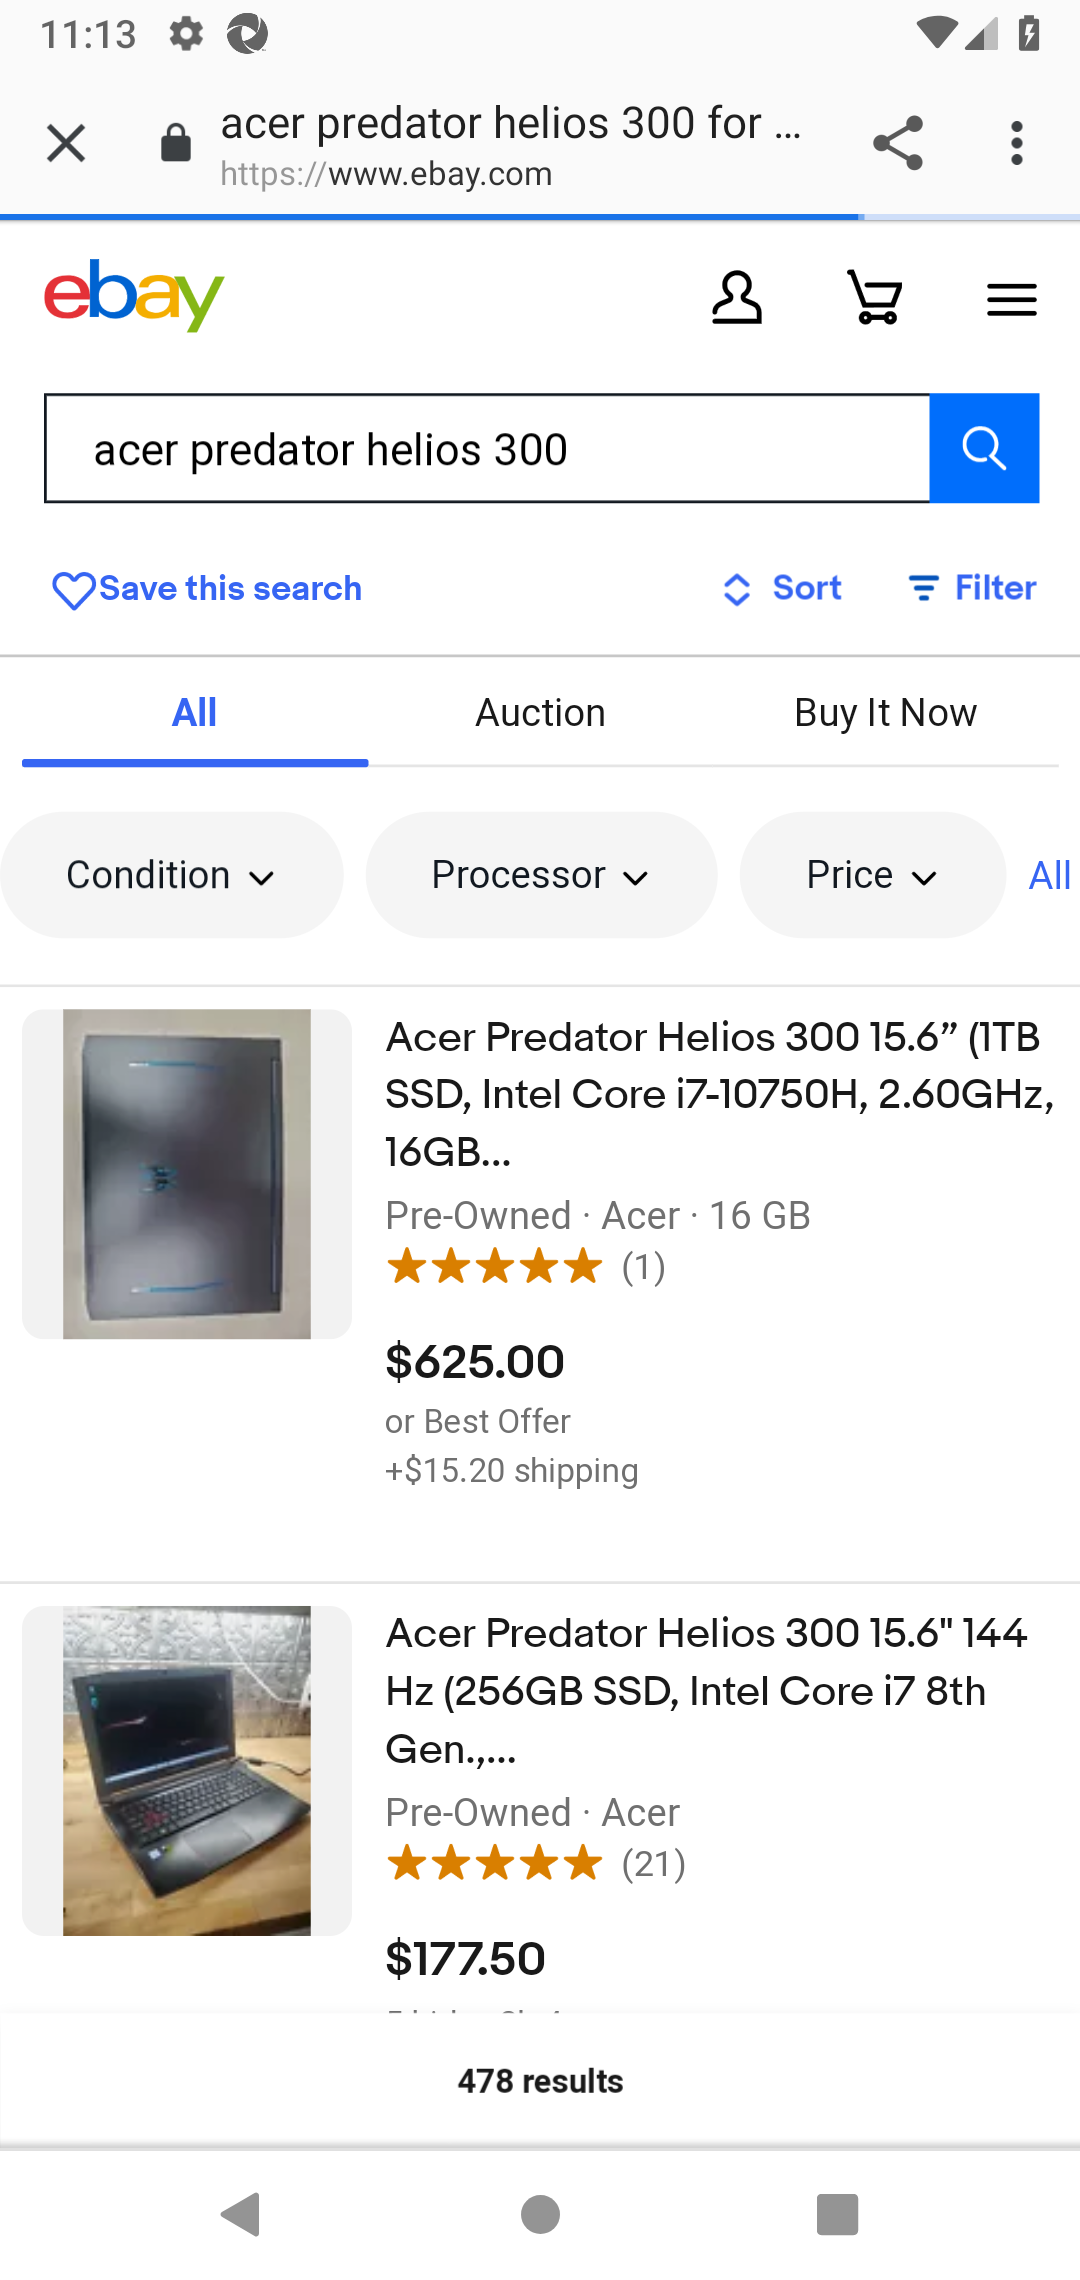 11:13
acer predator helios 300 for ...
https://www.ebay.com
ebay
acer predator helios 300
Save this search
Sort
Filter
All
Auction
Buy It Now
Condition
Processor
Price
All
Acer Predator Helios 300 15.6” (1TB
SSD, Intel Core i7-10750H, 2.60GHz,
16GB...
Pre-Owned · Acer · 16 GB
(1)
$625.00
or Best Offer
+$15.20 shipping
Acer Predator Helios 300 15.6" 144
Hz (256GB SSD, Intel Core i7 8th
Gen.,...
Pre-Owned · Acer
(21)
$177.50
478 results